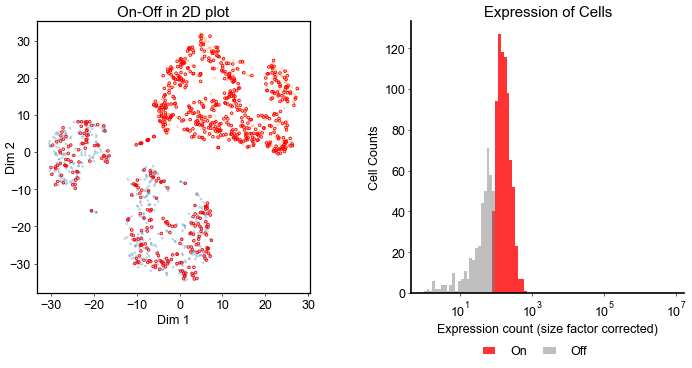 On-Off in 2D plot
Dim 2
30
20
10
0
−10
−20
−30
−30 −20 −10 0 10 20 30
Dim 1
Expression of Cells
Cell Counts
120
100
80
60
40
20
0
10^1 10^3 10^5 10^7
Expression count (size factor corrected)
On Off